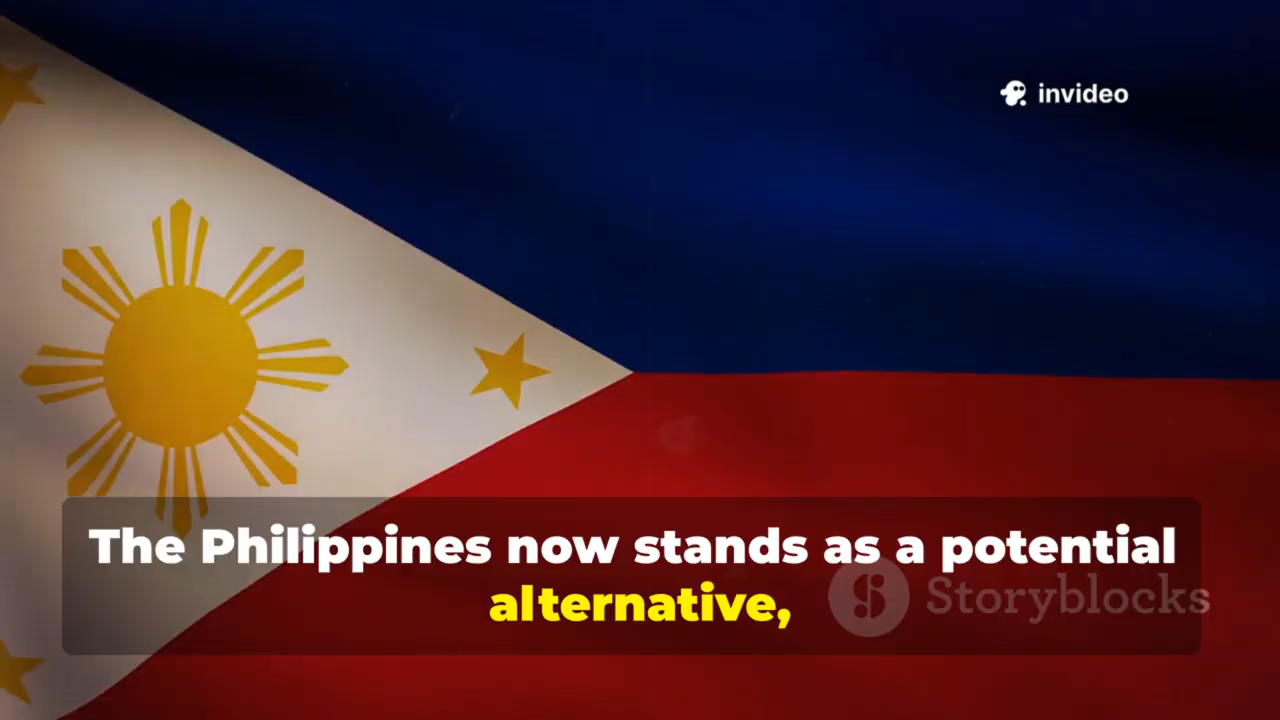 invideo
The Philippines now stands as a potential
alternative,
Storyblocks